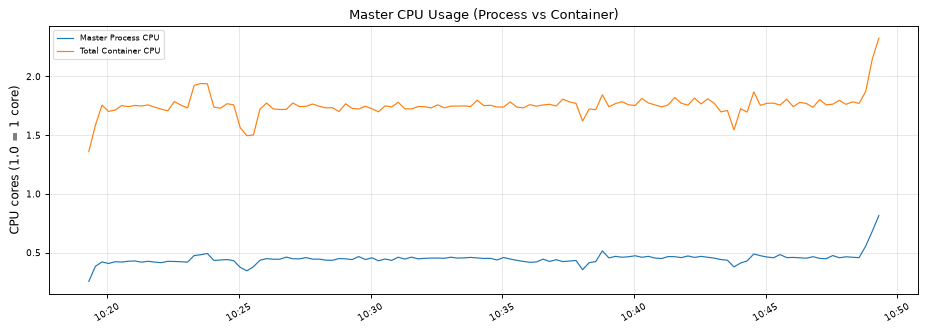 Master CPU Usage (Process vs Container)
Master Process CPU
Total Container CPU
CPU cores (1.0 = 1 core)
2.0
1.5
1.0
0.5
10:20
10:25
10:30
10:35
10:40
10:45
10:50